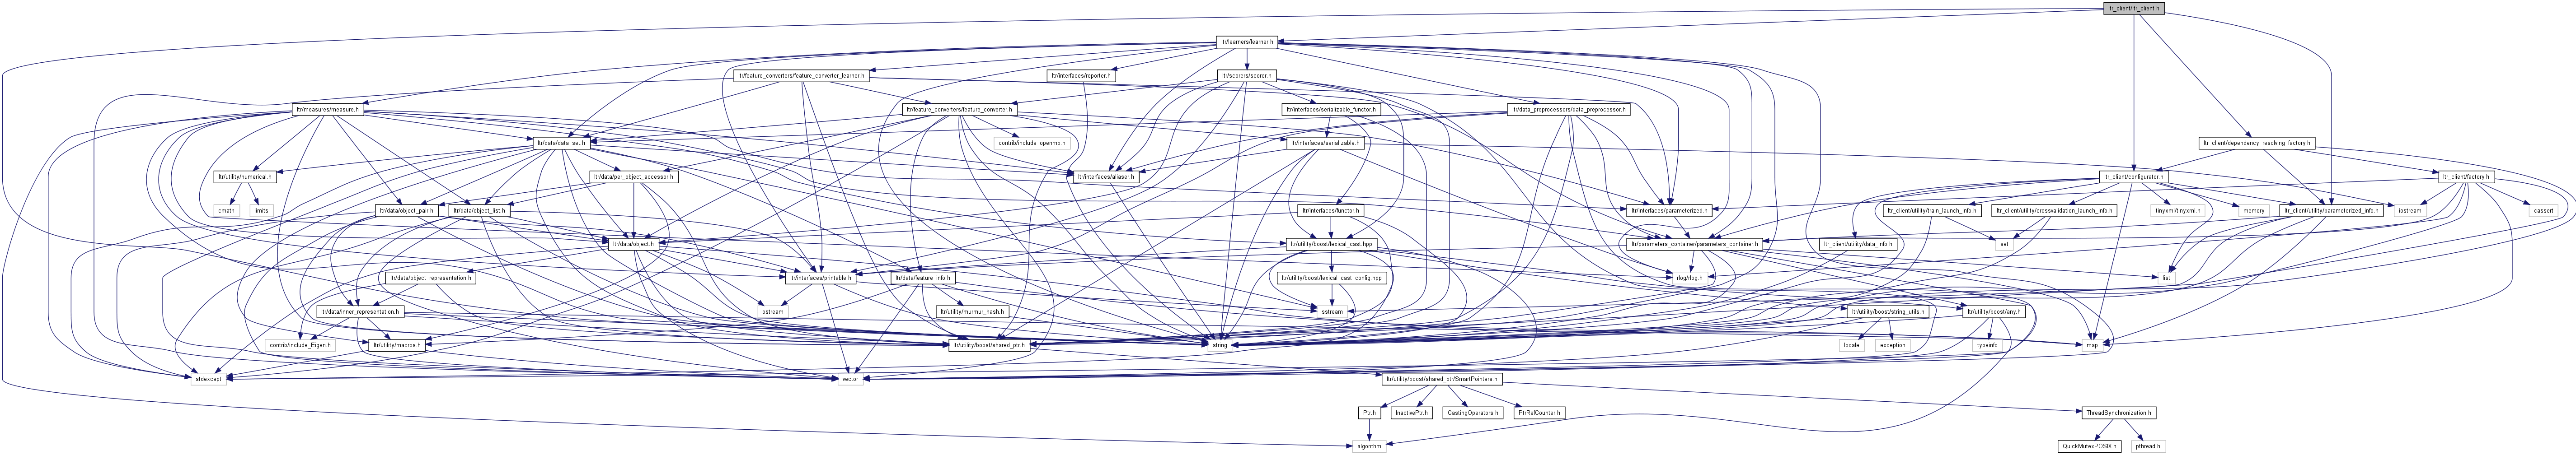 ltr_client/ltr_client.h
ltr/learners/learner.h
ltr/feature_converters/feature_converter_learner.h
ltr/interfaces/reporter.h
ltr/scorers/scorer.h
ltr/measures/measure.h
ltr/feature_converters/feature_converter.h
ltr/interfaces/serializable_functor.h
ltr/data_preprocessors/data_preprocessor.h
ltr/data/data_set.h
contrib/include_openmp.h
ltr/interfaces/serializable.h
ltr_client/dependency_resolving_factory.h
ltr/utility/numerical.h
ltr/data/per_object_accessor.h
ltr/interfaces/aliaser.h
ltr_client/configurator.h
ltr_client/factory.h
cmath
limits
ltr/data/object_pair.h
ltr/data/object_list.h
ltr/interfaces/functor.h
ltr/interfaces/parameterized.h
ltr_client/utility/train_launch_info.h
ltr_client/utility/crossvalidation_launch_info.h
tinyxml/tinyxml.h
memory
ltr_client/utility/parameterized_info.h
iostream
cassert
ltr/data/object.h
ltr/utility/boost/lexical_cast.hpp
ltr/parameters_container/parameters_container.h
ltr_client/utility/data_info.h
set
ltr/data/object_representation.h
ltr/interfaces/printable.h
ltr/data/feature_info.h
ltr/utility/boost/lexical_cast_config.hpp
rlog/rlog.h
list
ltr/data/inner_representation.h
ostream
ltr/utility/murmur_hash.h
sstream
ltr/utility/boost/string_utils.h
ltr/utility/boost/any.h
contrib/include_Eigen.h
ltr/utility/macros.h
ltr/utility/boost/shared_ptr.h
string
locale
exception
typeinfo
map
stdexcept
vector
ltr/utility/boost/shared_ptr/SmartPointers.h
Ptr.h
InactivePtr.h
CastingOperators.h
PtrRefCounter.h
ThreadSynchronization.h
algorithm
QuickMutexPOSIX.h
pthread.h